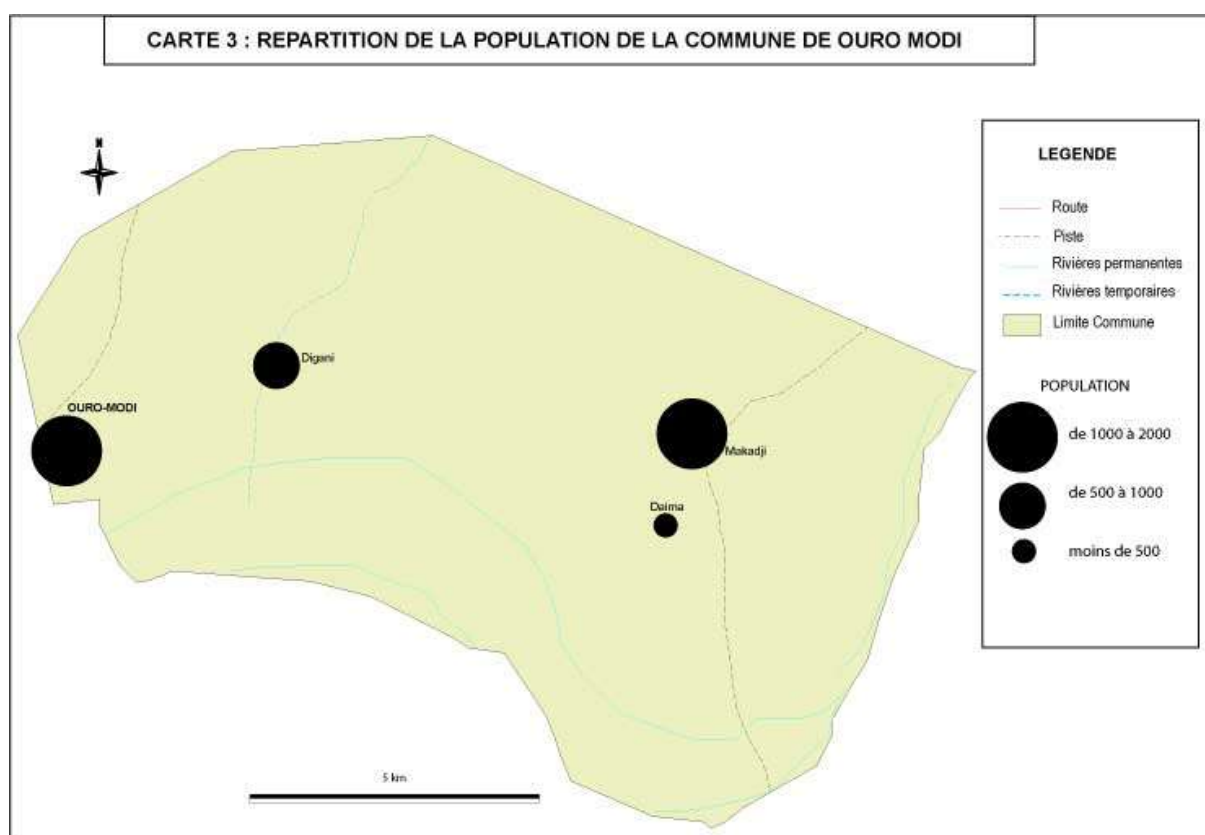 CARTE 3 : REPARTITION DE LA POPULATION DE LA COMMUNE DE OURO MODI
N
LEGENDE
Route
Piste
Rivières permanentes
Rivières temporaires
Limite Commune
POPULATION
de 1000 à 2000
de 500 à 1000
moins de 500
Digani
OURO-MODI
Makadji
Daima
5 km